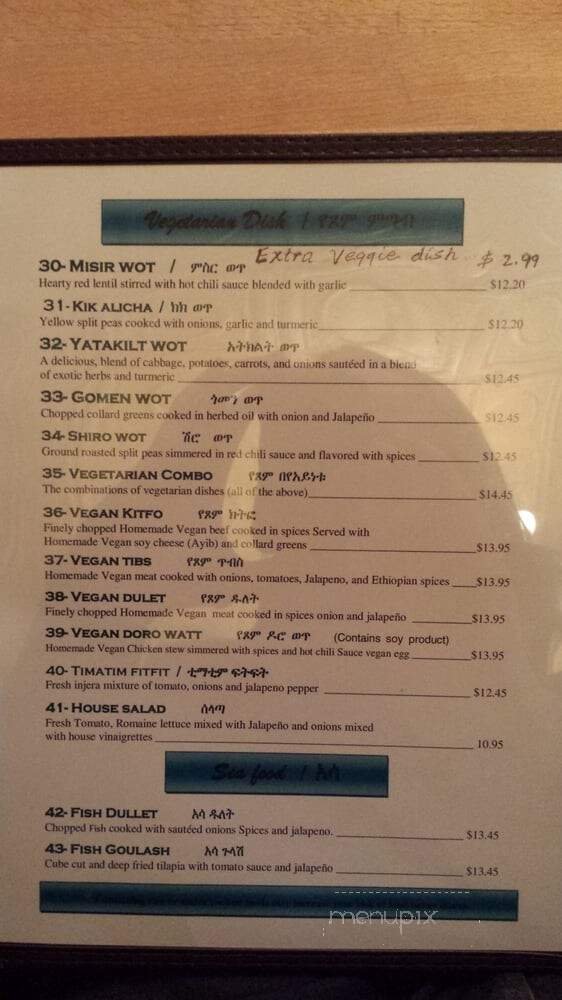 Vegetarian Dish / የጾም ምግብ
Extra Veggie dish $ 2.99
30- MISIR WOT / ምስር ወጥ
Hearty red lentil stirred with hot chili sauce blended with garlic $12.20
31- KIK ALICHA / ክክ ወጥ
Yellow split peas cooked with onions, garlic and turmeric $12.20
32- YATAKILT WOT አትክልት ወጥ
A delicious, blend of cabbage, potatoes, carrots, and onions sautéed in a blend
of exotic herbs and turmeric $12.45
33- GOMEN WOT ጎመን ወጥ
Chopped collard greens cooked in herbed oil with onion and Jalapeño $12.45
34- SHIRO WOT ሽሮ ወጥ
Ground roasted split peas simmered in red chili sauce and flavored with spices $12.45
35- VEGETARIAN COMBO የጾም በየአይነቱ
The combinations of vegetarian dishes (all of the above) $14.45
36- VEGAN KITFO የጾም ክትፎ
Finely chopped Homemade Vegan beef cooked in spices Served with
Homemade Vegan soy cheese (Ayib) and collard greens $13.95
37- VEGAN TIBS የጾም ጥብስ
Homemade Vegan meat cooked with onions, tomatoes, Jalapeno, and Ethiopian spices $13.95
38- VEGAN DULET የጾም ዱለት
Finely chopped Homemade Vegan meat cooked in spices onion and jalapeño $13.95
39- VEGAN DORO WATT የጾም ዶሮ ወጥ (Contains soy product)
Homemade Vegan Chicken stew simmered with spices and hot chili Sauce vegan egg $13.95
40- TIMATIM FITFIT / ቲማቲም ፍትፍት
Fresh injera mixture of tomato, onions and jalapeno pepper $12.45
41- HOUSE SALAD ሰላጣ
Fresh Tomato, Romaine lettuce mixed with Jalapeño and onions mixed
with house vinaigrettes 10.95
Sea food / አሳ
42- FISH DULLET አሳ ዱለት
Chopped Fish cooked with sautéed onions Spices and jalapeno. $13.45
43- FISH GOULASH አሳ ጉላሽ
Cube cut and deep fried tilapia with tomato sauce and jalapeño $13.45
menupix